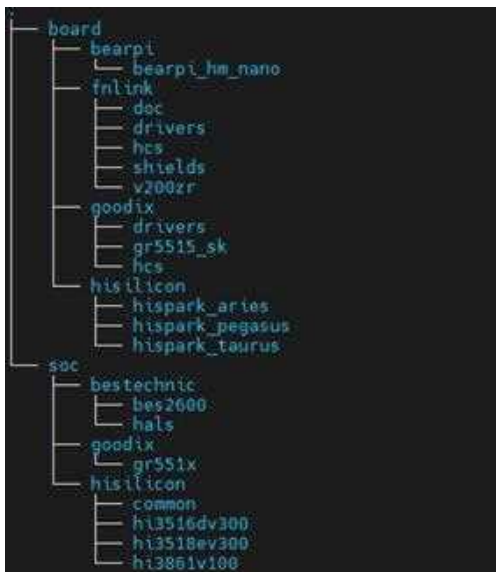 .
board
bearpi
bearpi_hm_nano
fnlink
doc
drivers
hcs
shields
v200zr
goodix
drivers
gr5515_sk
hcs
hisilicon
hispark_aries
hispark_pegasus
hispark_taurus
soc
bestechnic
bes2600
hals
goodix
gr551x
hisilicon
common
hi3516dv300
hi3518ev300
hi3861v100